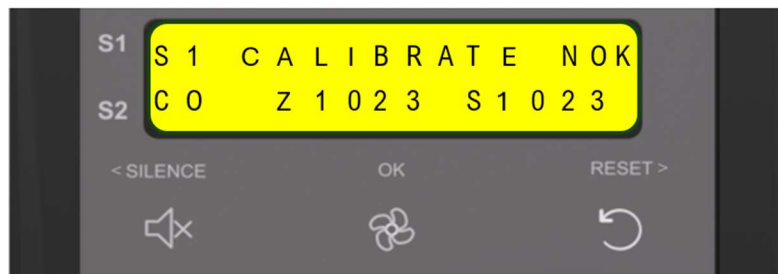 S1
S1 CALIBRATE NOK
S2
CO Z1023 S1023
< SILENCE OK RESET >